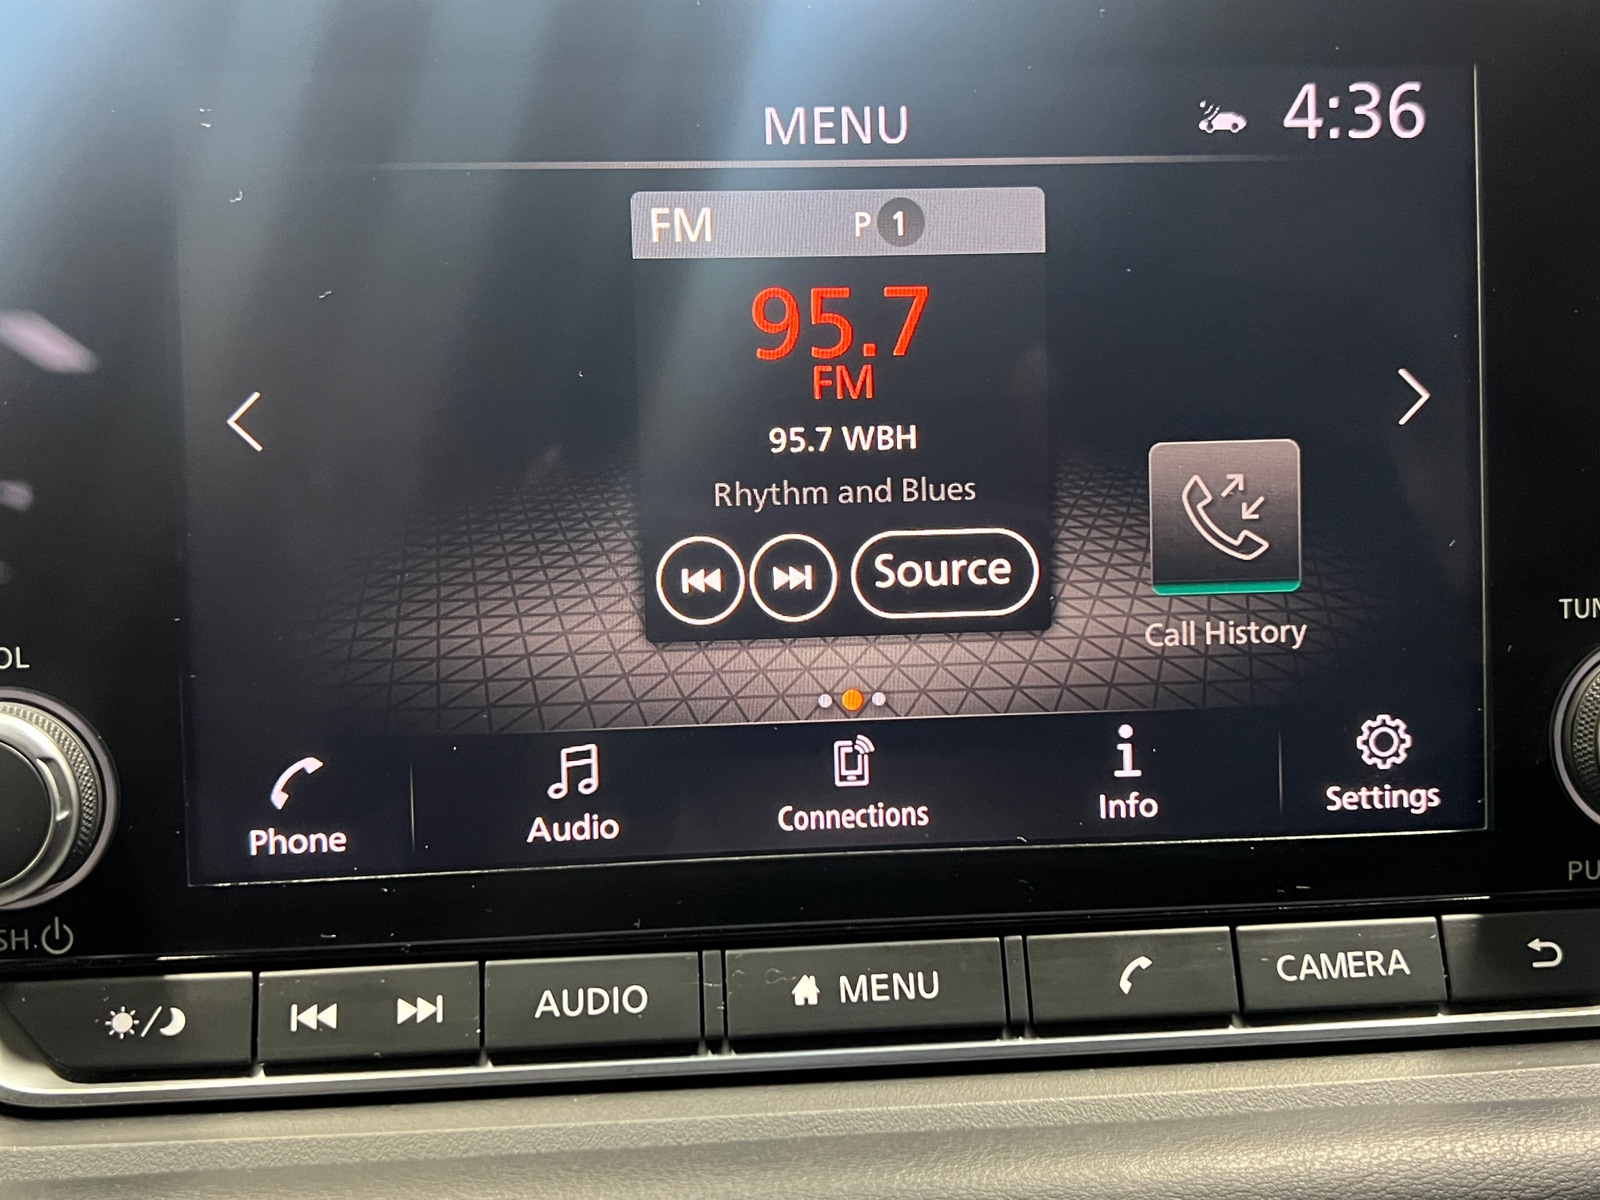 MENU
4:36
FM P 1
95.7
FM
95.7 WBH
Rhythm and Blues
Source
Call History
Phone
Audio
Connections
Info
Settings
OL
SH
TUN
PU
AUDIO
MENU
CAMERA